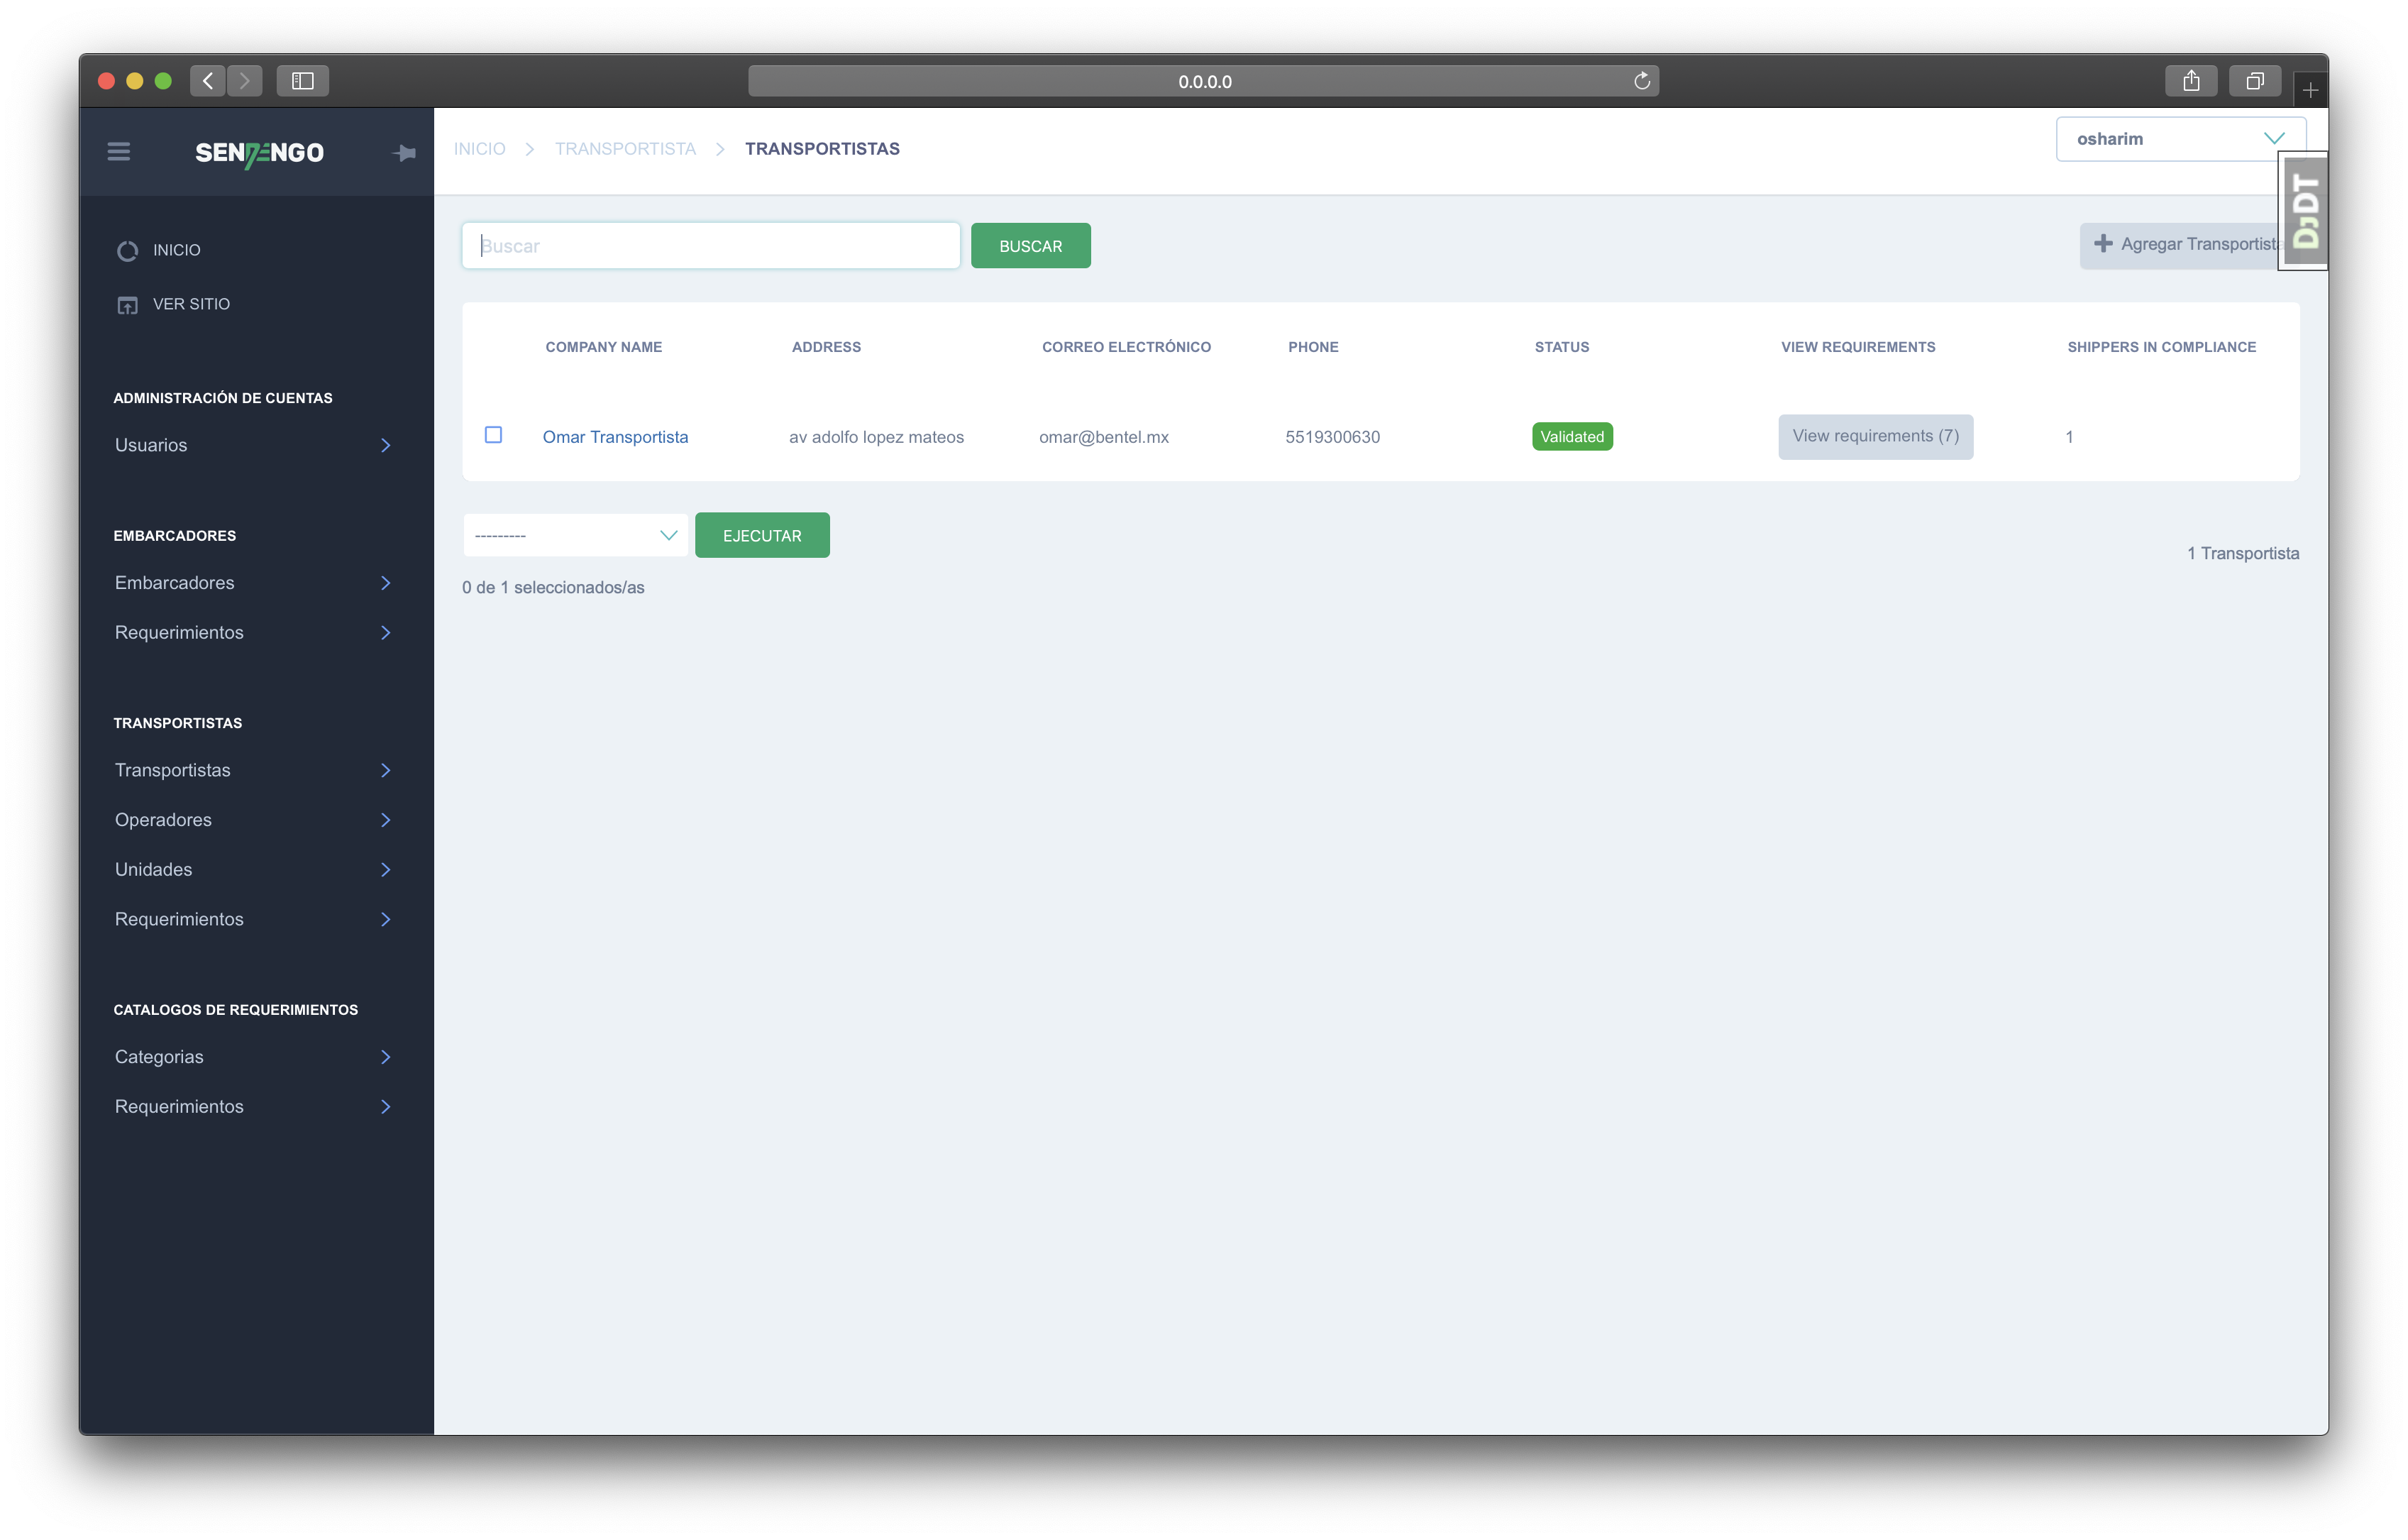 0.0.0.0
SENDENGO
INICIO
VER SITIO
ADMINISTRACIÓN DE CUENTAS
Usuarios
EMBARCADORES
Embarcadores
Requerimientos
TRANSPORTISTAS
Transportistas
Operadores
Unidades
Requerimientos
CATALOGOS DE REQUERIMIENTOS
Categorias
Requerimientos
INICIO > TRANSPORTISTA > TRANSPORTISTAS
osharim
DJDT
Buscar
BUSCAR
Agregar Transportista
COMPANY NAME ADDRESS CORREO ELECTRÓNICO PHONE STATUS VIEW REQUIREMENTS SHIPPERS IN COMPLIANCE
Omar Transportista av adolfo lopez mateos omar@bentel.mx 5519300630 Validated View requirements (7) 1
---------
EJECUTAR
1 Transportista
0 de 1 seleccionados/as